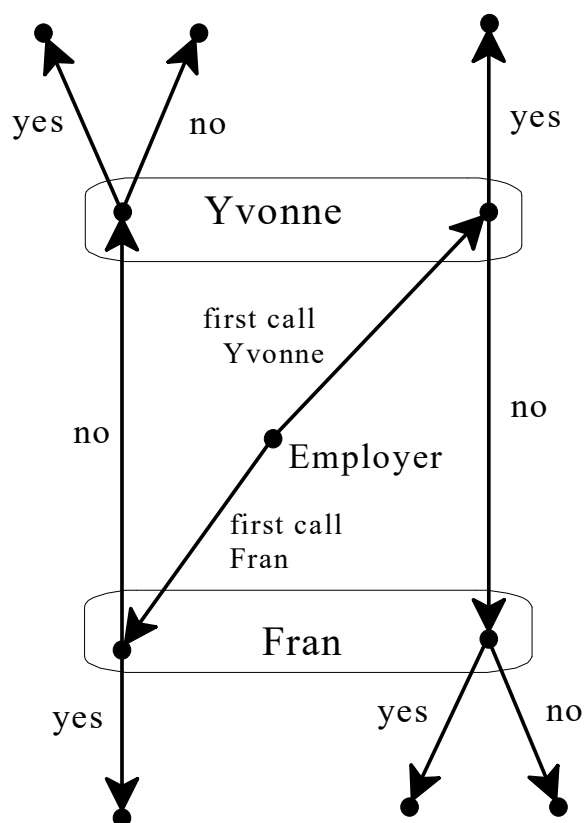 yes
no
yes
Yvonne
first call
Yvonne
no
no
Employer
first call
Fran
Fran
yes
yes
no